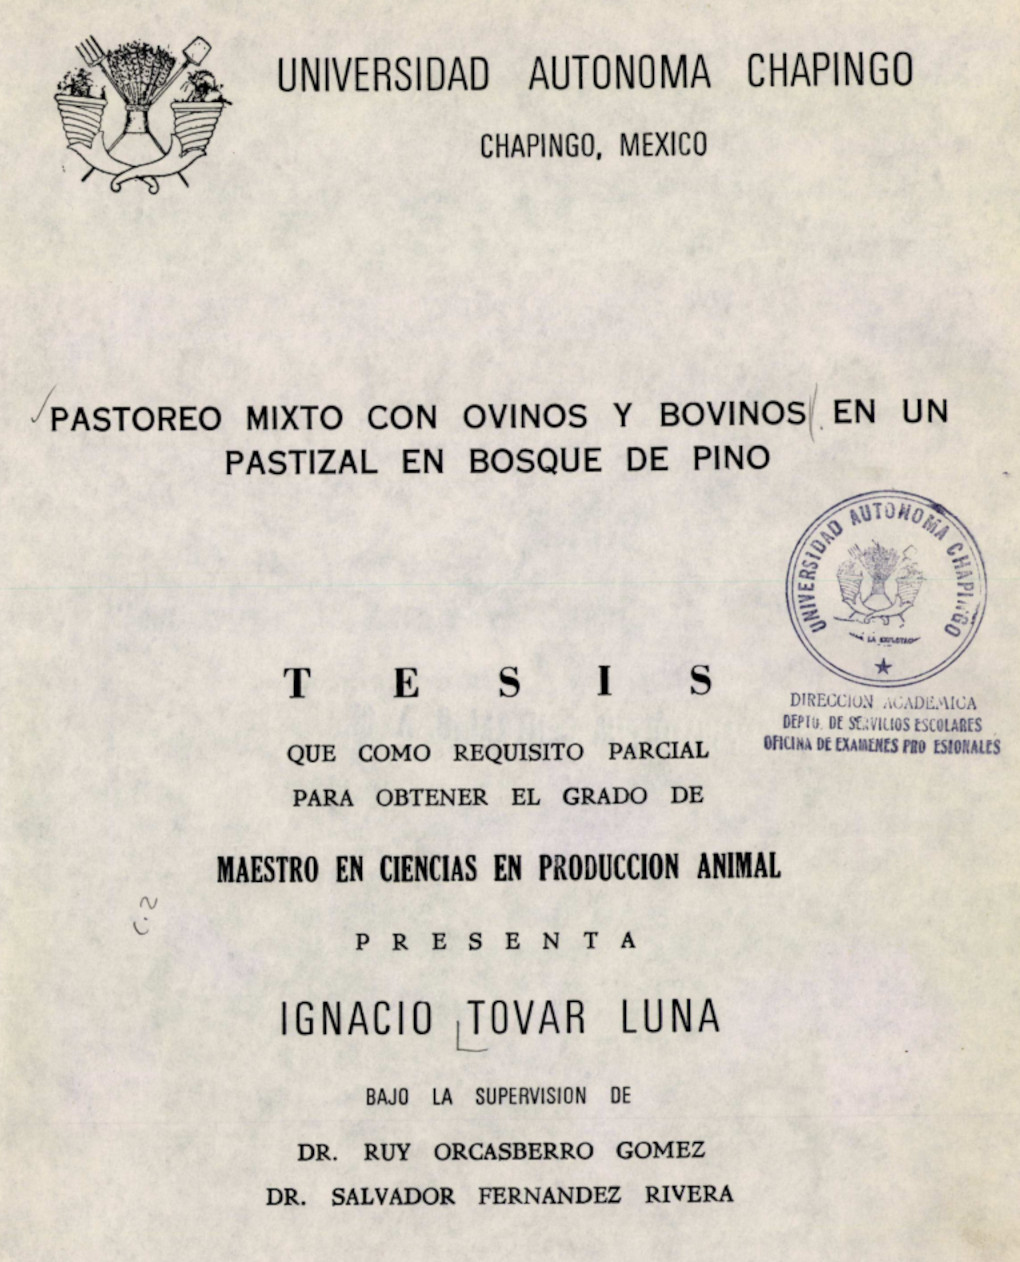 UNIVERSIDAD AUTONOMA CHAPINGO
CHAPINGO, MEXICO
PASTOREO MIXTO CON OVINOS Y BOVINOS EN UN
PASTIZAL EN BOSQUE DE PINO
UNIVERSIDAD AUTONOMA CHAPINGO
DIRECCION ACADEMICA
DEPTO. DE SERVICIOS ESCOLARES
OFICINA DE EXAMENES PRO ESIONALES
T E S I S
QUE COMO REQUISITO PARCIAL
PARA OBTENER EL GRADO DE
MAESTRO EN CIENCIAS EN PRODUCCION ANIMAL
P R E S E N T A
IGNACIO TOVAR LUNA
BAJO LA SUPERVISION DE
DR. RUY ORCASBERRO GOMEZ
DR. SALVADOR FERNANDEZ RIVERA